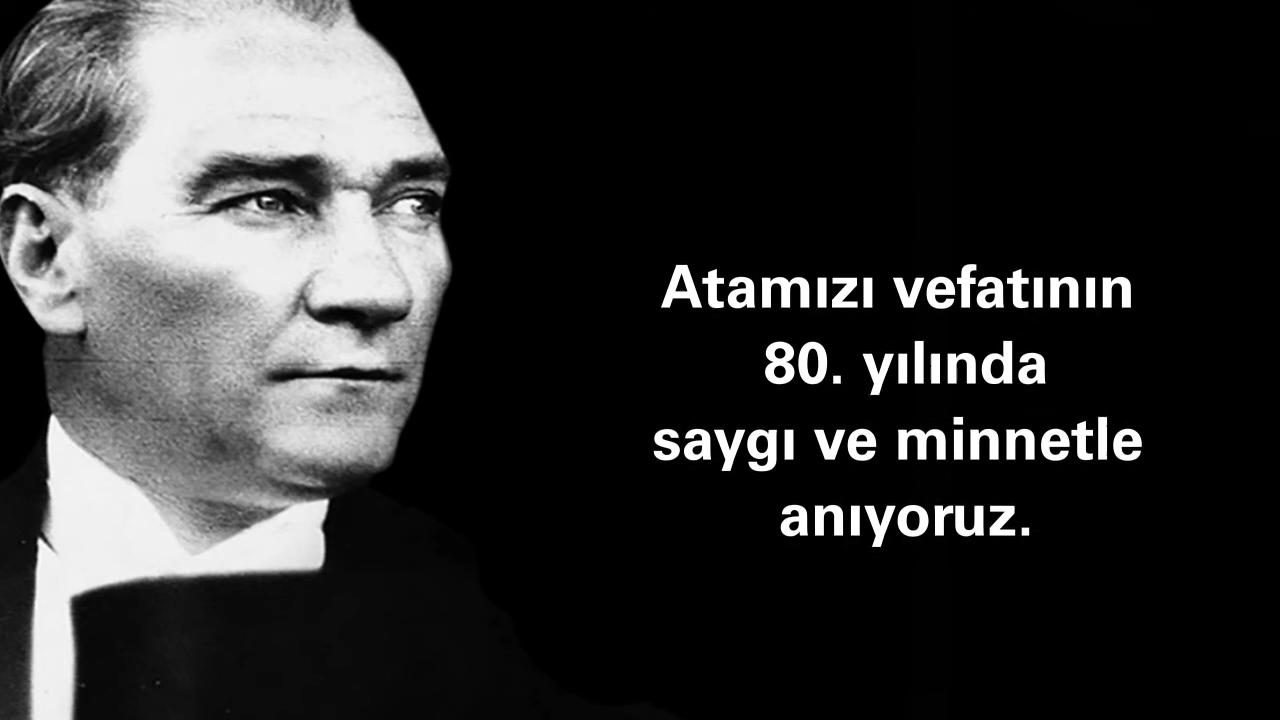 Atamızı vefatının
80. yılında
saygı ve minnetle
anıyoruz.